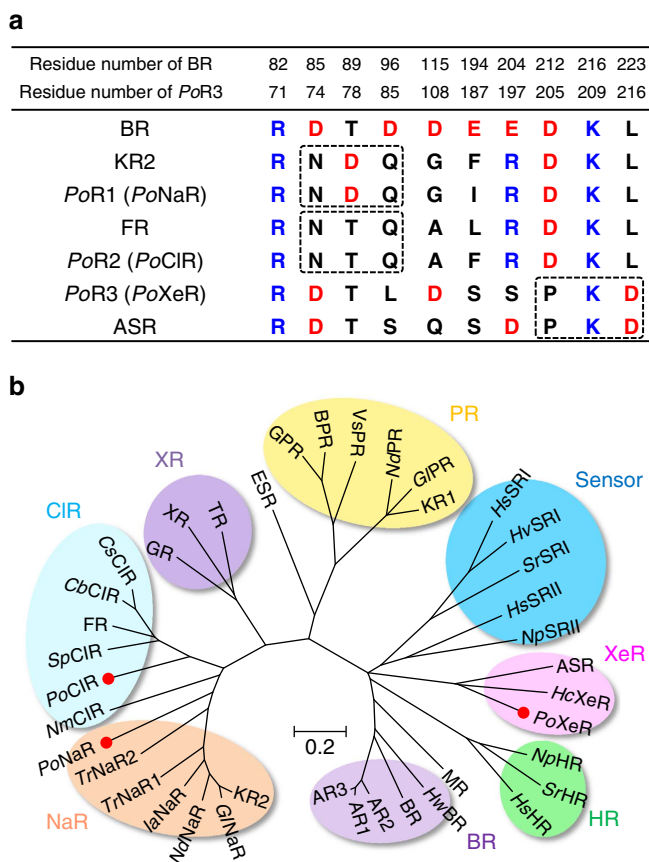 a
Residue number of BR 82 85 89 96 115 194 204 212 216 223
Residue number of PoR3 71 74 78 85 108 187 197 205 209 216
BR R D T D D E E D K L
KR2 R N D Q G F R D K L
PoR1 (PoNaR) R N D Q G I R D K L
FR R N T Q A L R D K L
PoR2 (PoClR) R N T Q A F R D K L
PoR3 (PoXeR) R D T L D S S P K D
ASR R D T S Q S D P K D
b
PR
GPR
BPR
VsPR
NdPR
GlPR
KR1
XR
XR
TR
GR
ESR
Sensor
HsSRI
HvSRI
SrSRI
HsSRII
NpSRII
ClR
CsClR
CbClR
FR
SpClR
PoClR
NmClR
XeR
ASR
HcXeR
PoXeR
0.2
PoNaR
TrNaR2
TrNaR1
IaNaR
NdNaR
GlNaR
KR2
NaR
AR3
AR1
AR2
BR
HwBR
MR
BR
NpHR
SrHR
HsHR
HR